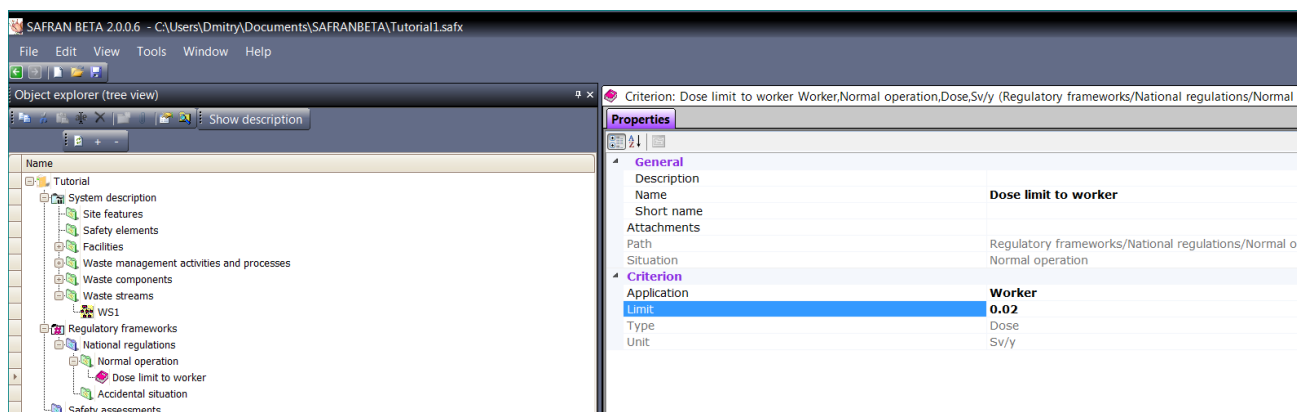 SAFRAN BETA 2.0.0.6 - C:\Users\Dmitry\Documents\SAFRANBETA\Tutorial1.safx
File Edit View Tools Window Help
Object explorer (tree view)
Show description
Name
Tutorial
System description
Site features
Safety elements
Facilities
Waste management activities and processes
Waste components
Waste streams
WS1
Regulatory frameworks
National regulations
Normal operation
Dose limit to worker
Accidental situation
Safety assessments
Criterion: Dose limit to worker Worker,Normal operation,Dose,Sv/y (Regulatory frameworks/National regulations/Normal
Properties
General
Description
Name Dose limit to worker
Short name
Attachments
Path Regulatory frameworks/National regulations/Normal o
Situation Normal operation
Criterion
Application Worker
Limit 0.02
Type Dose
Unit Sv/y